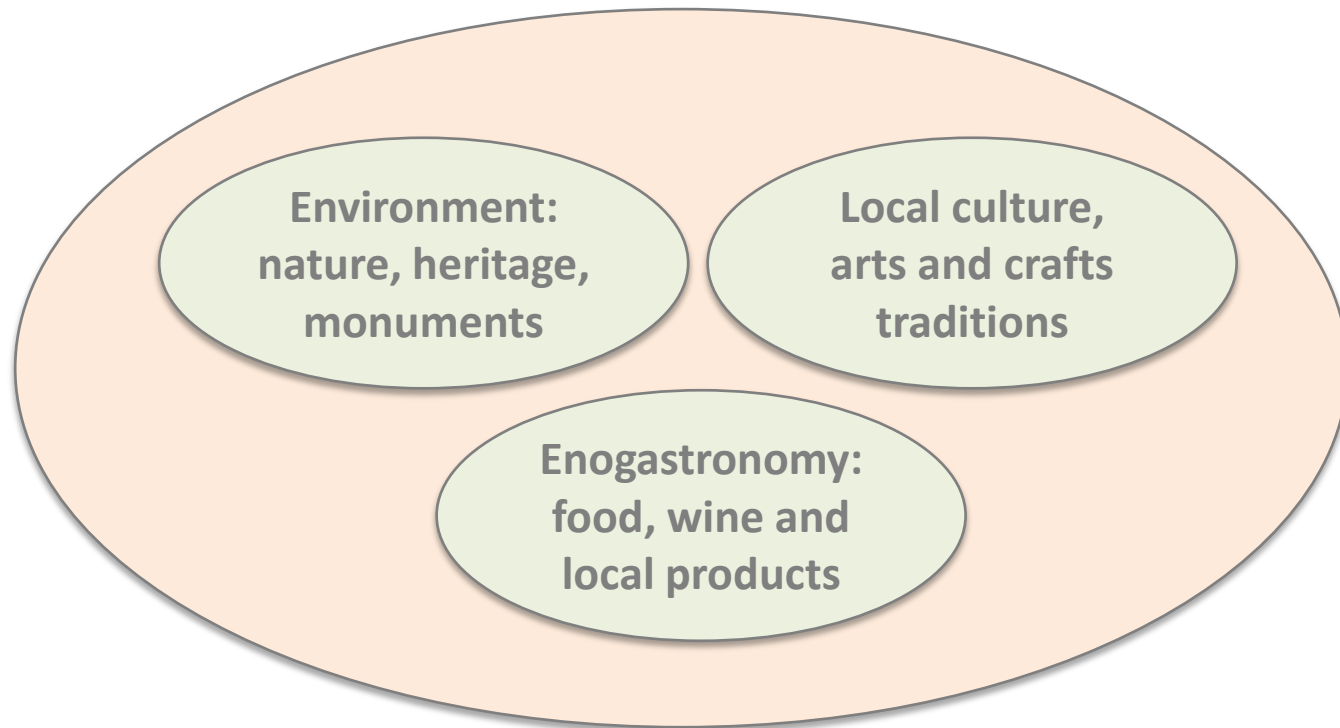 Environment:
nature, heritage,
monuments
Local culture,
arts and crafts
traditions
Enogastronomy:
food, wine and
local products